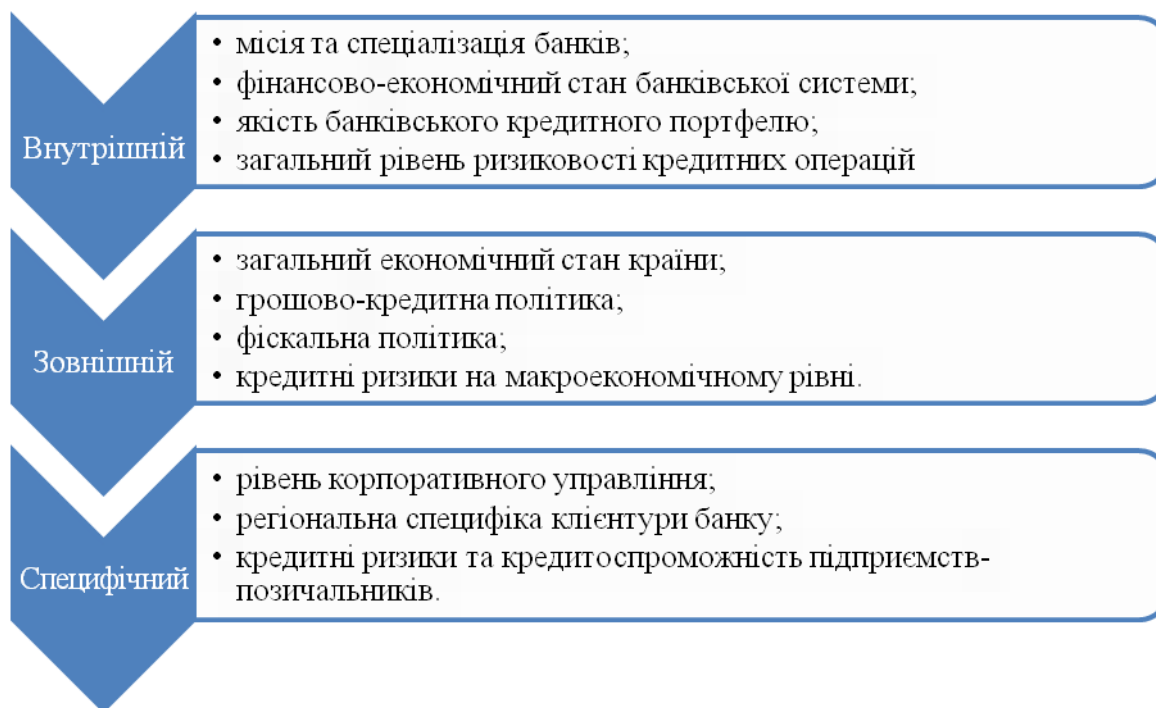 Внутрішній
• місія та спеціалізація банків;
• фінансово-економічний стан банківської системи;
• якість банківського кредитного портфелю;
• загальний рівень ризиковості кредитних операцій
Зовнішній
• загальний економічний стан країни;
• грошово-кредитна політика;
• фіскальна політика;
• кредитні ризики на макроекономічному рівні.
Специфічний
• рівень корпоративного управління;
• регіональна специфіка клієнтури банку;
• кредитні ризики та кредитоспроможність підприємств-
позичальників.